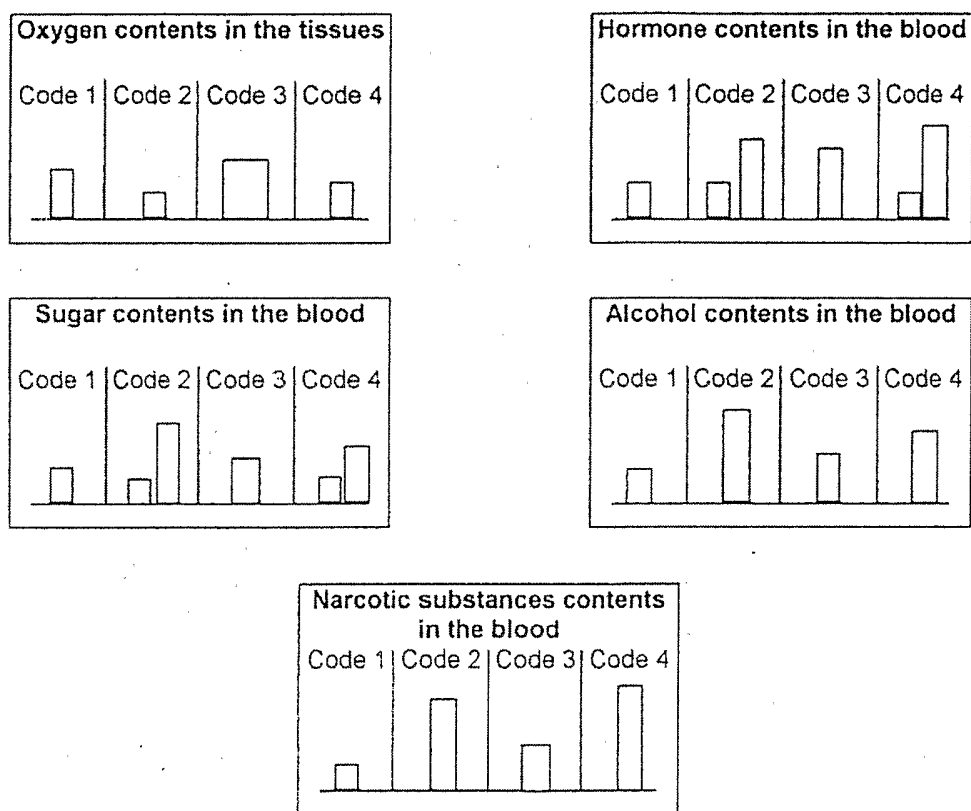 Oxygen contents in the tissues
Code 1 Code 2 Code 3 Code 4
Hormone contents in the blood
Code 1 Code 2 Code 3 Code 4
Sugar contents in the blood
Code 1 Code 2 Code 3 Code 4
Alcohol contents in the blood
Code 1 Code 2 Code 3 Code 4
Narcotic substances contents
in the blood
Code 1 Code 2 Code 3 Code 4